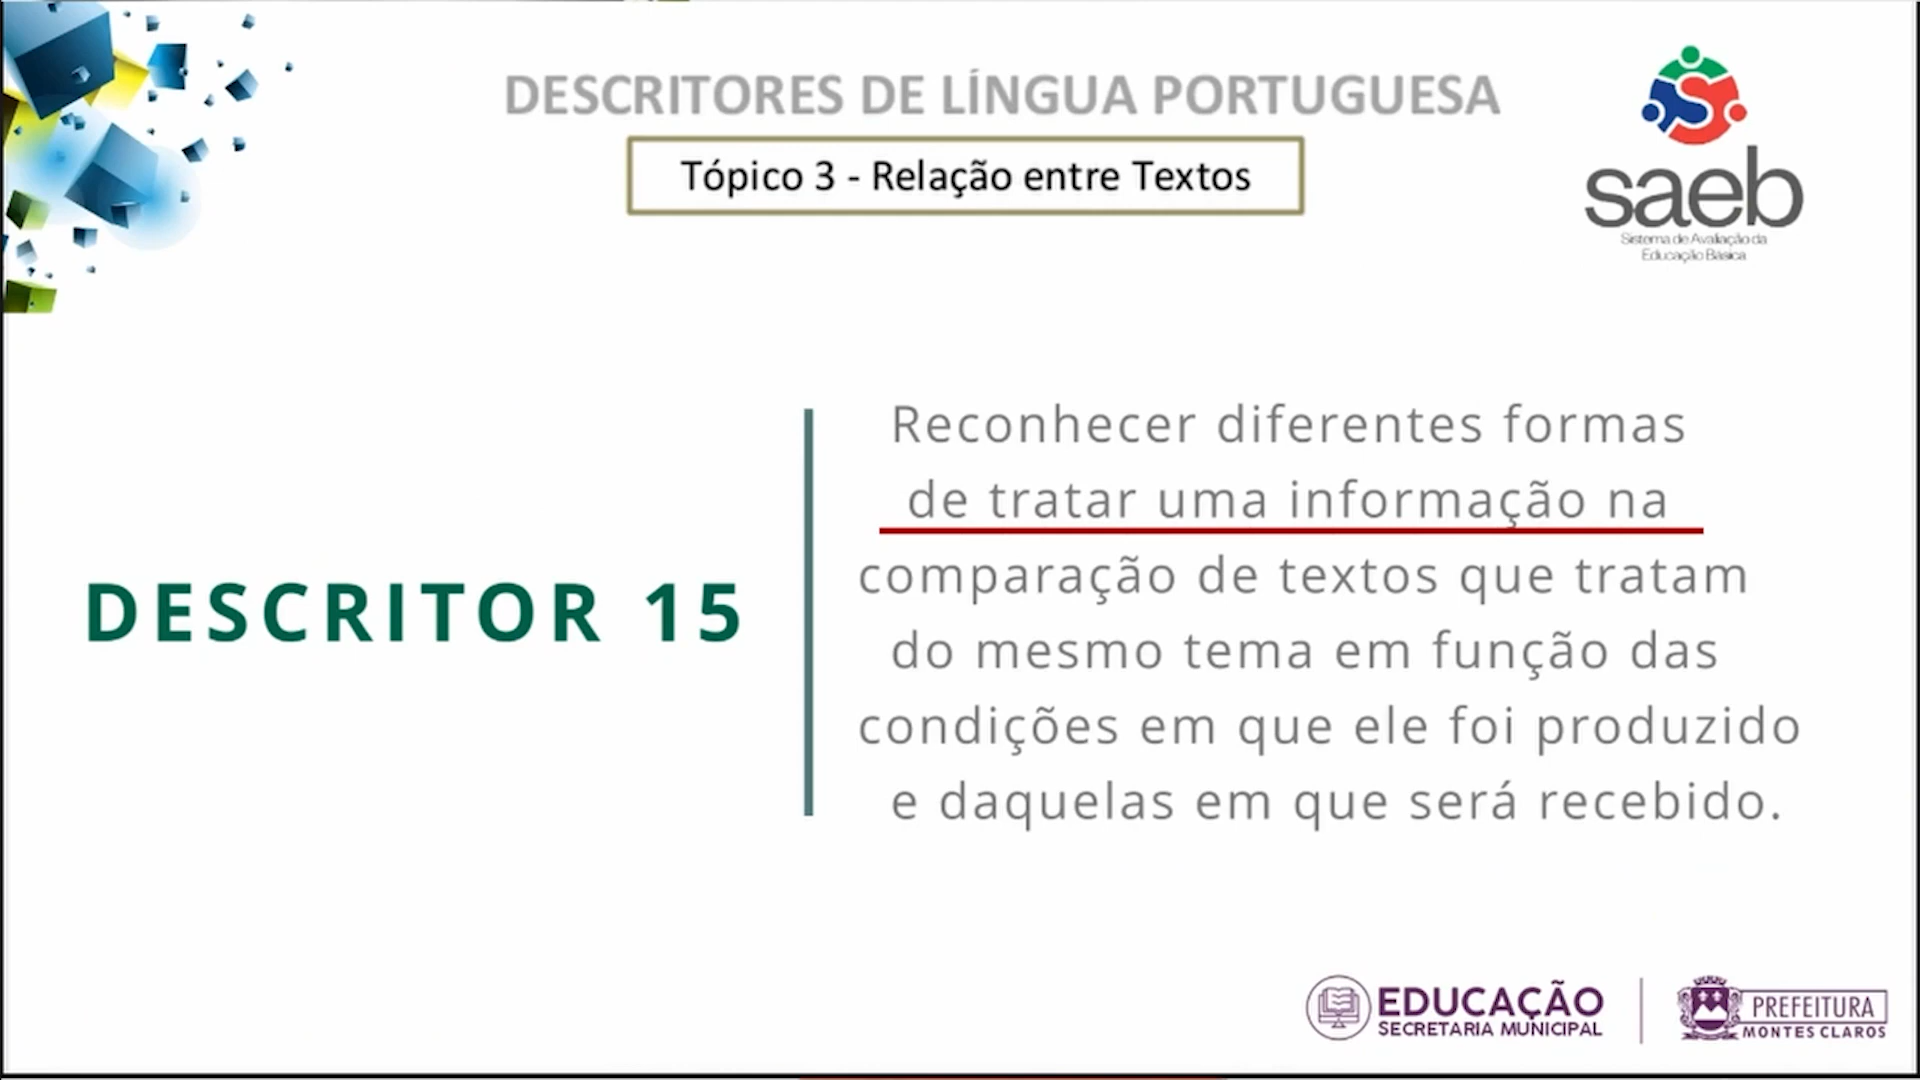 DESCRITORES DE LÍNGUA PORTUGUESA
Tópico 3 - Relação entre Textos
saeb
Sistema de Avaliação da
Educação Básica
DESCRITOR 15
Reconhecer diferentes formas
de tratar uma informação na
comparação de textos que tratam
do mesmo tema em função das
condições em que ele foi produzido
e daquelas em que será recebido.
EDUCAÇÃO
SECRETARIA MUNICIPAL
PREFEITURA
MONTES CLAROS